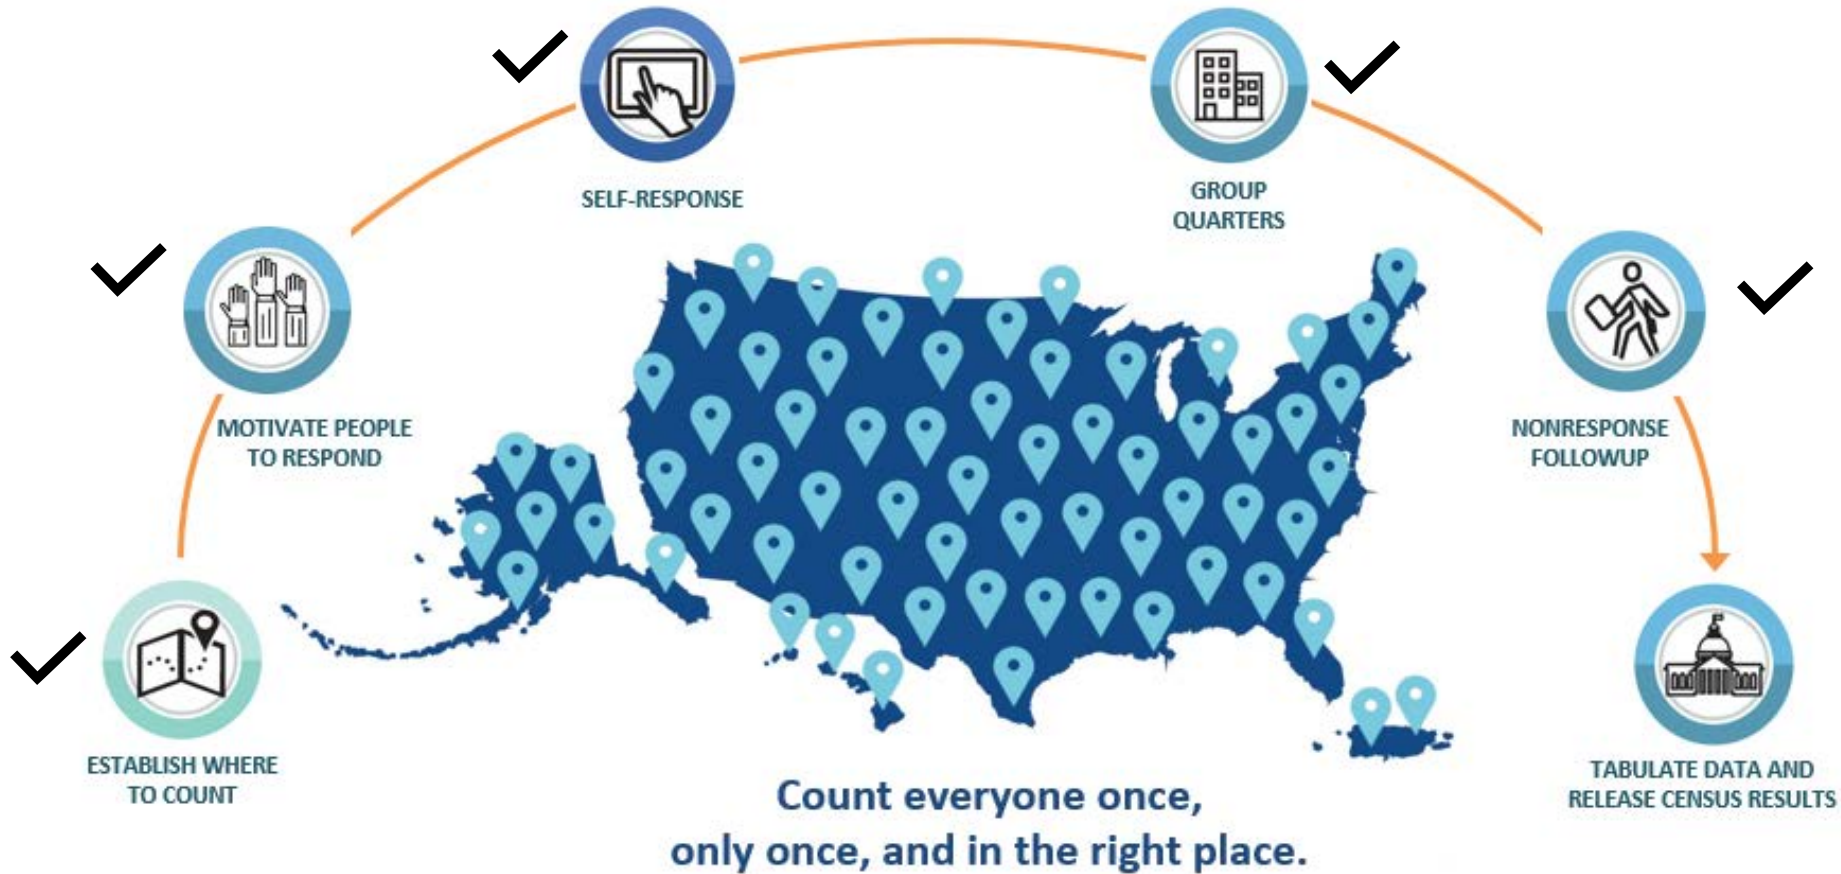 SELF-RESPONSE
GROUP
QUARTERS
MOTIVATE PEOPLE
TO RESPOND
NONRESPONSE
FOLLOWUP
ESTABLISH WHERE
TO COUNT
TABULATE DATA AND
RELEASE CENSUS RESULTS
Count everyone once,
only once, and in the right place.